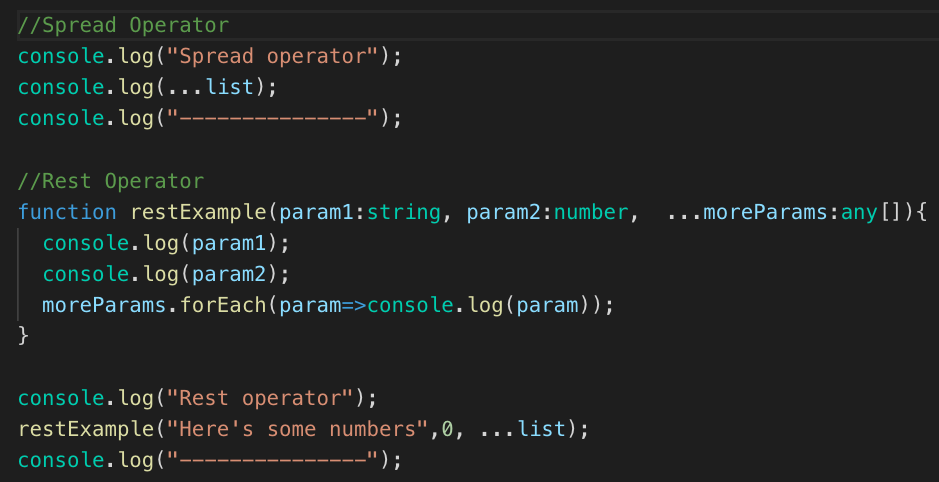 //Spread Operator
console.log("Spread operator");
console.log(...list);
console.log("---------------");
//Rest Operator
function restExample(param1:string, param2:number,  ...moreParams:any[]){
  console.log(param1);
  console.log(param2);
  moreParams.forEach(param=>console.log(param));
}
console.log("Rest operator");
restExample("Here's some numbers",0, ...list);
console.log("---------------");